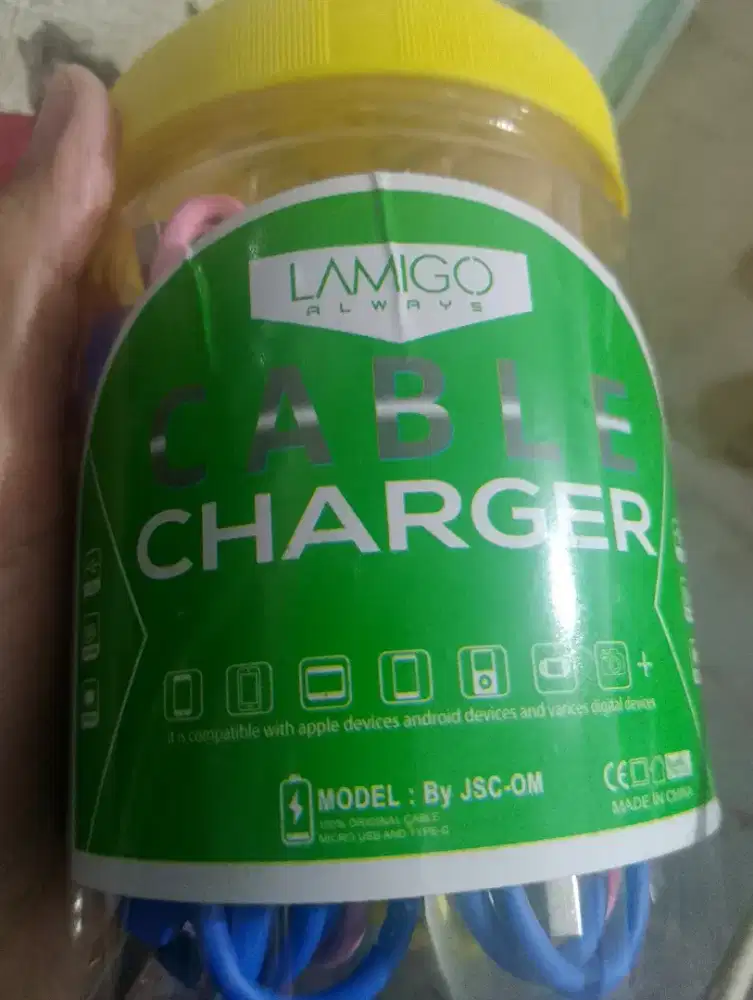 LAMIGO
ALWAYS
CABLE
CHARGER
it is compatible with apple devices android devices and varices digital devices
MODEL : By JSC-OM
100% ORIGINAL CABLE
MICRO USB AND TYPE-C
CE
MADE IN CHINA